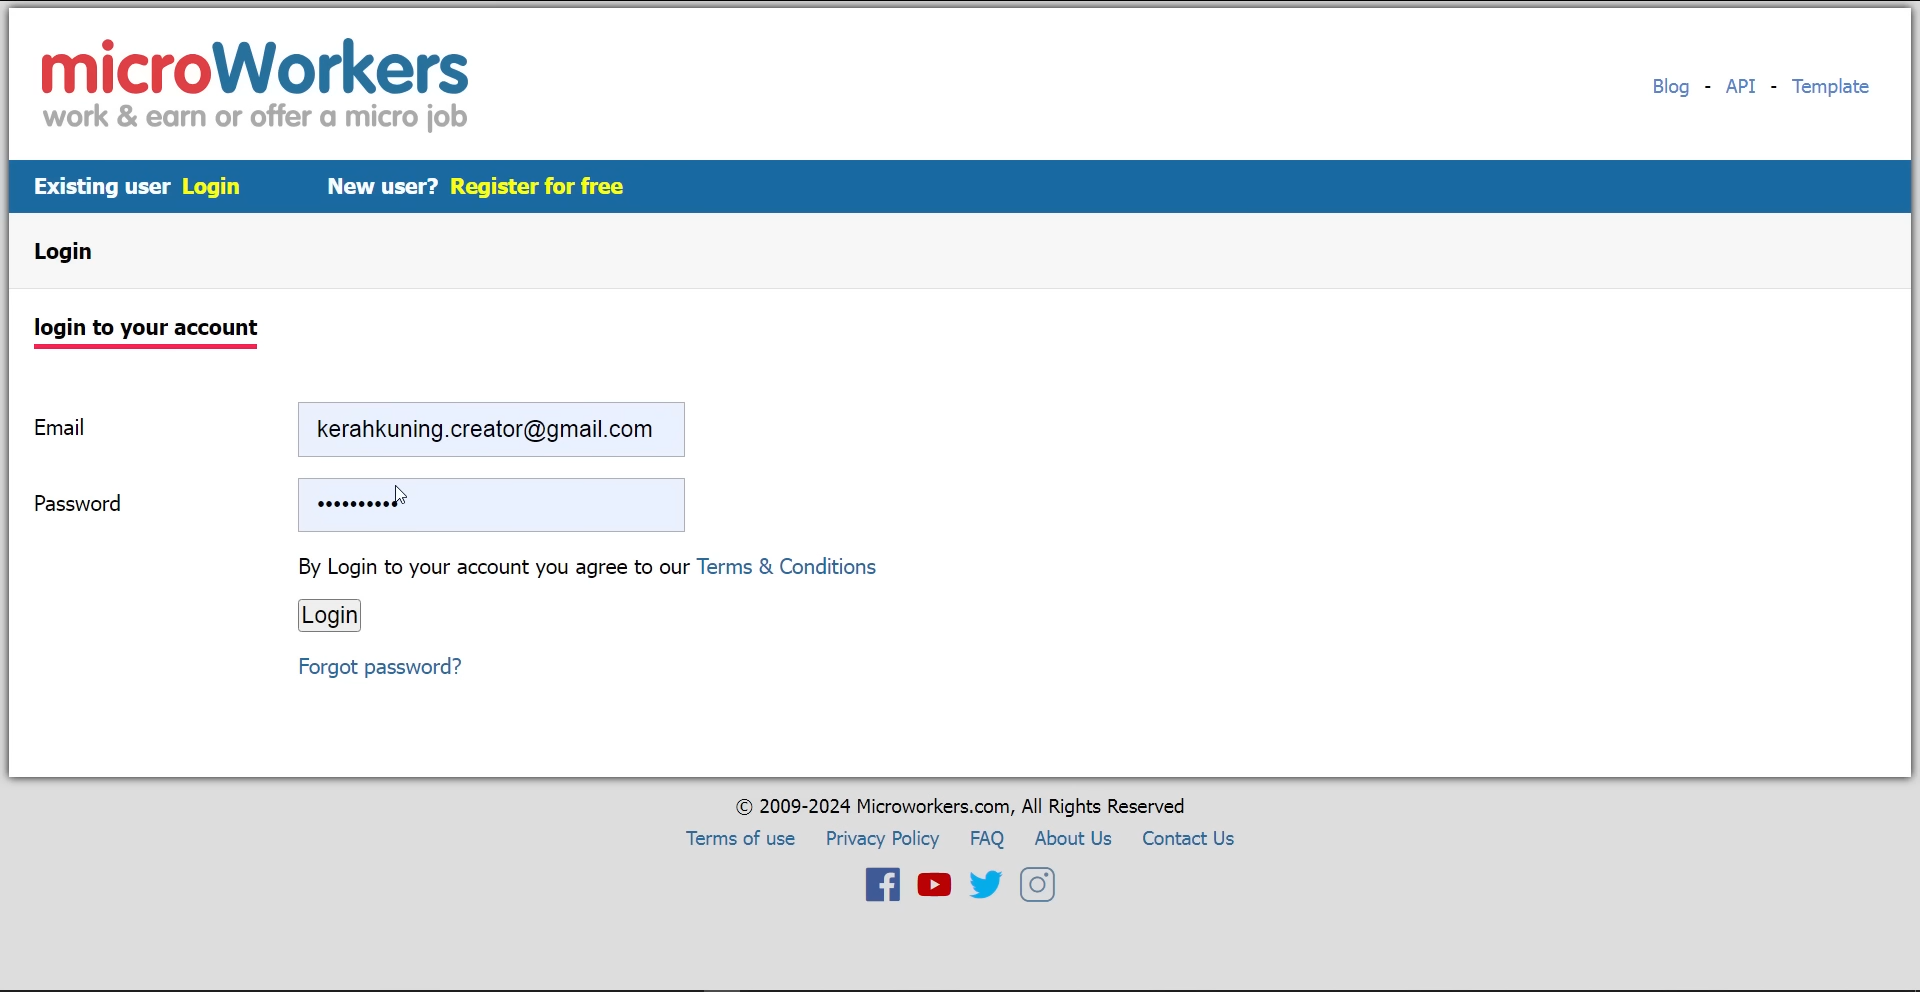 microWorkers
work & earn or offer a micro job
Blog - API - Template
Existing user Login New user? Register for free
Login
login to your account
Email kerahkuning.creator@gmail.com
Password ••••••••••
By Login to your account you agree to our Terms & Conditions
Login
Forgot password?
© 2009-2024 Microworkers.com, All Rights Reserved
Terms of use Privacy Policy FAQ About Us Contact Us